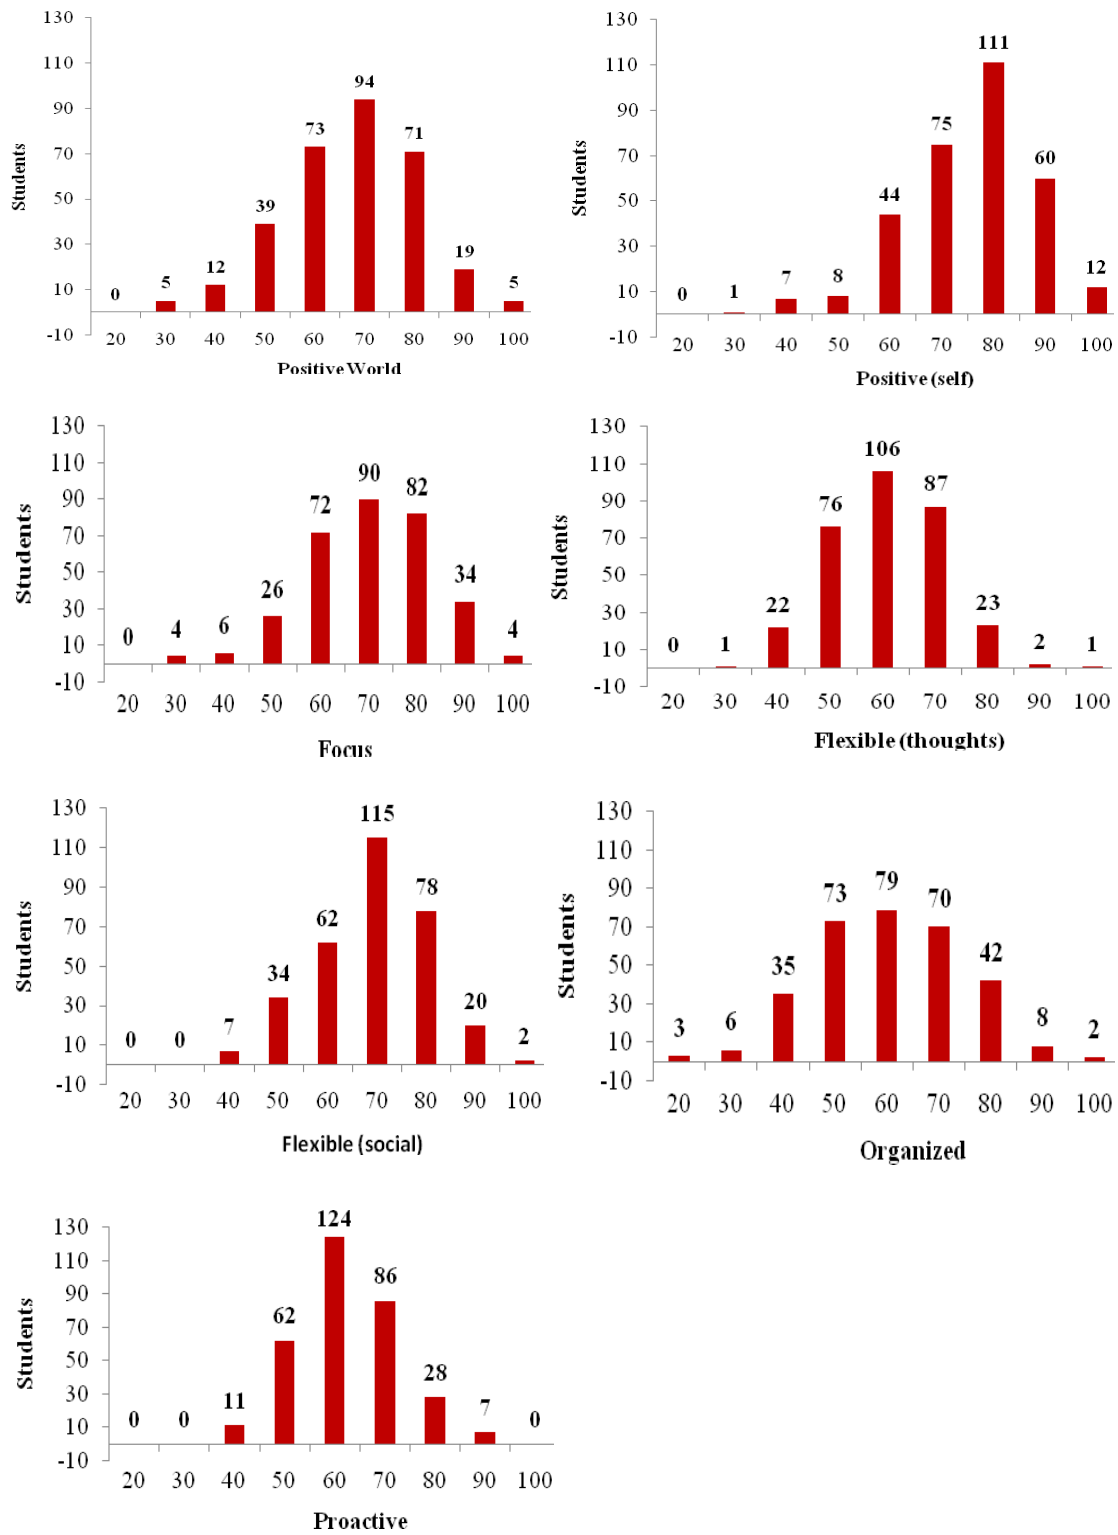 130
110
90
70
50
30
10
-10
Students
0 5 12 39 73 94 71 19 5
20 30 40 50 60 70 80 90 100
Positive World
130
110
90
70
50
30
10
-10
Students
0 1 7 8 44 75 111 60 12
20 30 40 50 60 70 80 90 100
Positive (self)
130
110
90
70
50
30
10
-10
Students
0 4 6 26 72 90 82 34 4
20 30 40 50 60 70 80 90 100
Focus
130
110
90
70
50
30
10
-10
Students
0 1 22 76 106 87 23 2 1
20 30 40 50 60 70 80 90 100
Flexible (thoughts)
130
110
90
70
50
30
10
-10
Students
0 0 7 34 62 115 78 20 2
20 30 40 50 60 70 80 90 100
Flexible (social)
130
110
90
70
50
30
10
-10
Students
3 6 35 73 79 70 42 8 2
20 30 40 50 60 70 80 90 100
Organized
130
110
90
70
50
30
10
-10
Students
0 0 11 62 124 86 28 7 0
20 30 40 50 60 70 80 90 100
Proactive